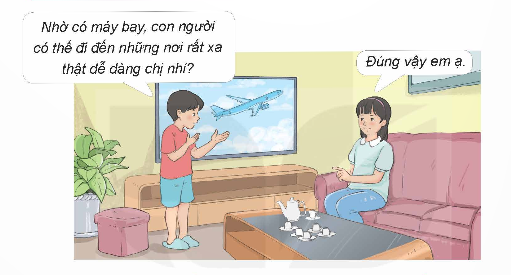 Nhờ có máy bay, con người
có thể đi đến những nơi rất xa
thật dễ dàng chị nhỉ?
Đúng vậy em ạ.